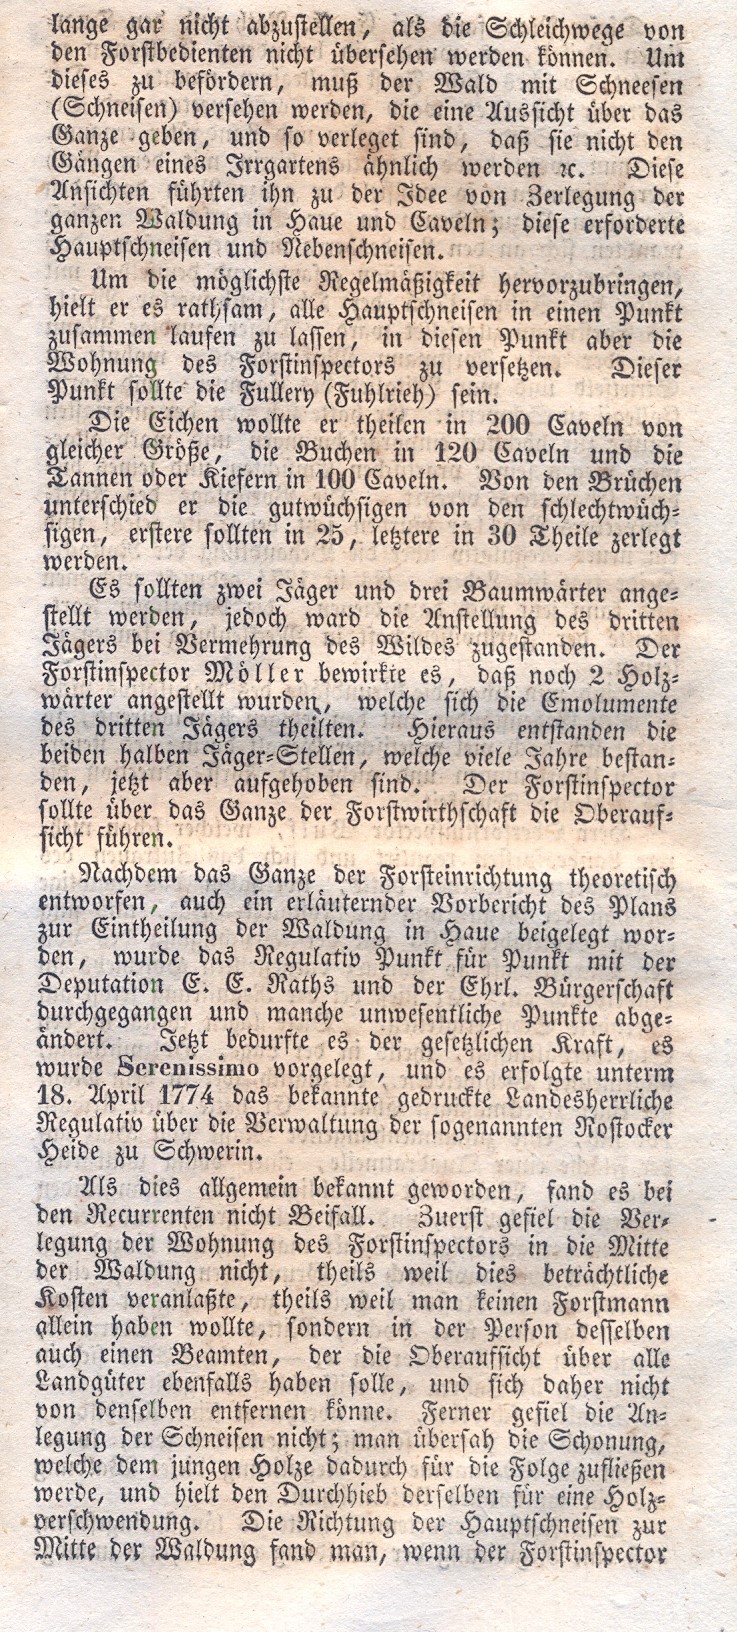 lange gar nicht abzustellen, als die Schleichwege von
den Forstbedienten nicht übersehen werden können. Um
dieses zu befördern, muß der Wald mit Schneesen
(Schneisen) versehen werden, die eine Aussicht über das
Ganze geben, und so verleget sind, daß sie nicht den
Gängen eines Irrgartens ähnlich werden ꝛc. Diese
Ansichten führten ihn zu der Idee von Zerlegung der
ganzen Waldung in Haue und Caveln; diese erforderte
Hauptschneisen und Nebenschneisen.
Um die möglichste Regelmäßigkeit hervorzubringen,
hielt er es rathsam, alle Hauptschneisen in einen Punkt
zusammen laufen zu lassen, in diesen Punkt aber die
Wohnung des Forstinspectors zu versetzen. Dieser
Punkt sollte die Fullery (Fuhlrieh) sein.
Die Eichen wollte er theilen in 200 Caveln von
gleicher Größe, die Buchen in 120 Caveln und die
Tannen oder Kiefern in 100 Caveln. Von den Brüchen
unterschied er die gutwüchsigen von den schlechtwüch-
sigen, erstere sollten in 25, letztere in 30 Theile zerlegt
werden.
Es sollten zwei Jäger und drei Baumwärter ange-
stellt werden, jedoch ward die Anstellung des dritten
Jägers bei Vermehrung des Wildes zugestanden. Der
Forstinspector Möller bewirkte es, daß noch 2 Holz-
wärter angestellt wurden, welche sich die Emolumente
des dritten Jägers theilten. Hieraus entstanden die
beiden halben Jäger-Stellen, welche viele Jahre bestan-
den, jetzt aber aufgehoben sind. Der Forstinspector
sollte über das Ganze der Forstwirthschaft die Oberauf-
sicht führen.
Nachdem das Ganze der Forsteinrichtung theoretisch
entworfen, auch ein erläuternder Vorbericht des Plans
zur Eintheilung der Waldung in Haue beigelegt wor-
den, wurde das Regulativ Punkt für Punkt mit der
Deputation E. E. Raths und der Ehrl. Bürgerschaft
durchgegangen und manche unwesentliche Punkte abge-
ändert. Jetzt bedurfte es der gesetzlichen Kraft, es
wurde Serenissimo vorgelegt, und es erfolgte unterm
18. April 1774 das bekannte gedruckte Landesherrliche
Regulativ über die Verwaltung der sogenannten Rostocker
Heide zu Schwerin.
Als dies allgemein bekannt geworden, fand es bei
den Recurrenten nicht Beifall. Zuerst gefiel die Ver-
legung der Wohnung des Forstinspectors in die Mitte
der Waldung nicht, theils weil dies beträchtliche
Kosten veranlaßte, theils weil man keinen Forstmann
allein haben wollte, sondern in der Person desselben
auch einen Beamten, der die Oberaufsicht über alle
Landgüter ebenfalls haben solle, und sich daher nicht
von denselben entfernen könne. Ferner gefiel die An-
legung der Schneisen nicht; man übersah die Schonung,
welche dem jungen Holze dadurch für die Folge zufließen
werde, und hielt den Durchhieb derselben für eine Holz-
verschwendung. Die Richtung der Hauptschneisen zur
Mitte der Waldung fand man, wenn der Forstinspector